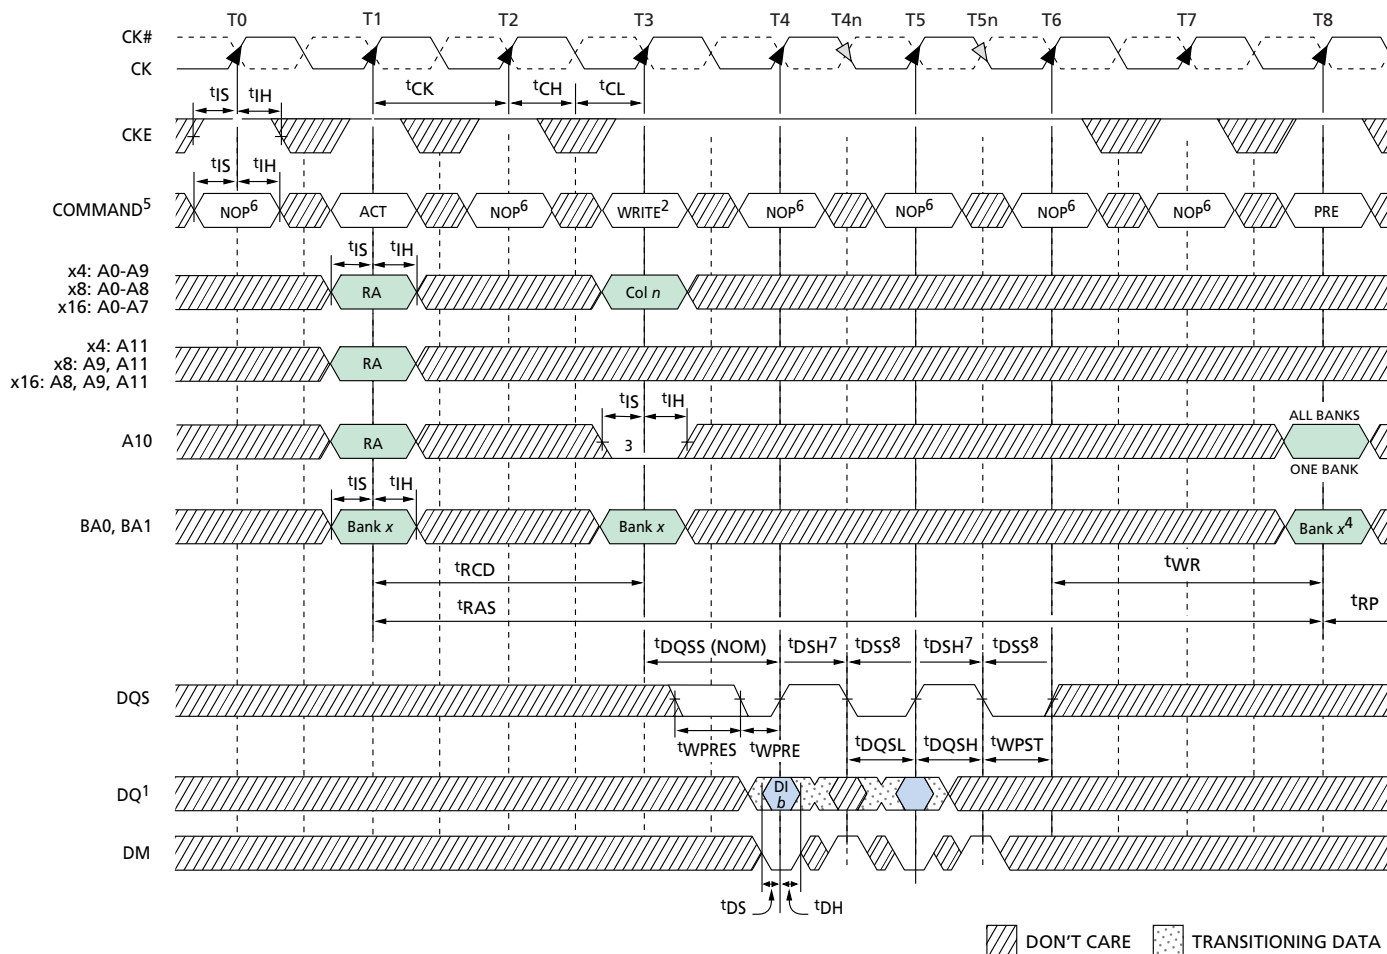 T0 T1 T2 T3 T4 T4n T5 T5n T6 T7 T8
CK#
CK
tIS tIH tCK tCH tCL
CKE
tIS tIH
COMMAND5 NOP6 ACT NOP6 WRITE2 NOP6 NOP6 NOP6 NOP6 PRE
tIS tIH
x4: A0-A9
x8: A0-A8
x16: A0-A7
RA Col n
x4: A11
x8: A9, A11
x16: A8, A9, A11
RA
tIS tIH
ALL BANKS
A10 RA 3
ONE BANK
tIS tIH
BA0, BA1 Bank x Bank x Bank x4
tRCD tWR
tRAS tRP
tDQSS (NOM) tDSH7 tDSS8 tDSH7 tDSS8
DQS
tWPRES tWPRE tDQSL tDQSH tWPST
DQ1 DI
b
DM
tDS tDH
DON'T CARE TRANSITIONING DATA